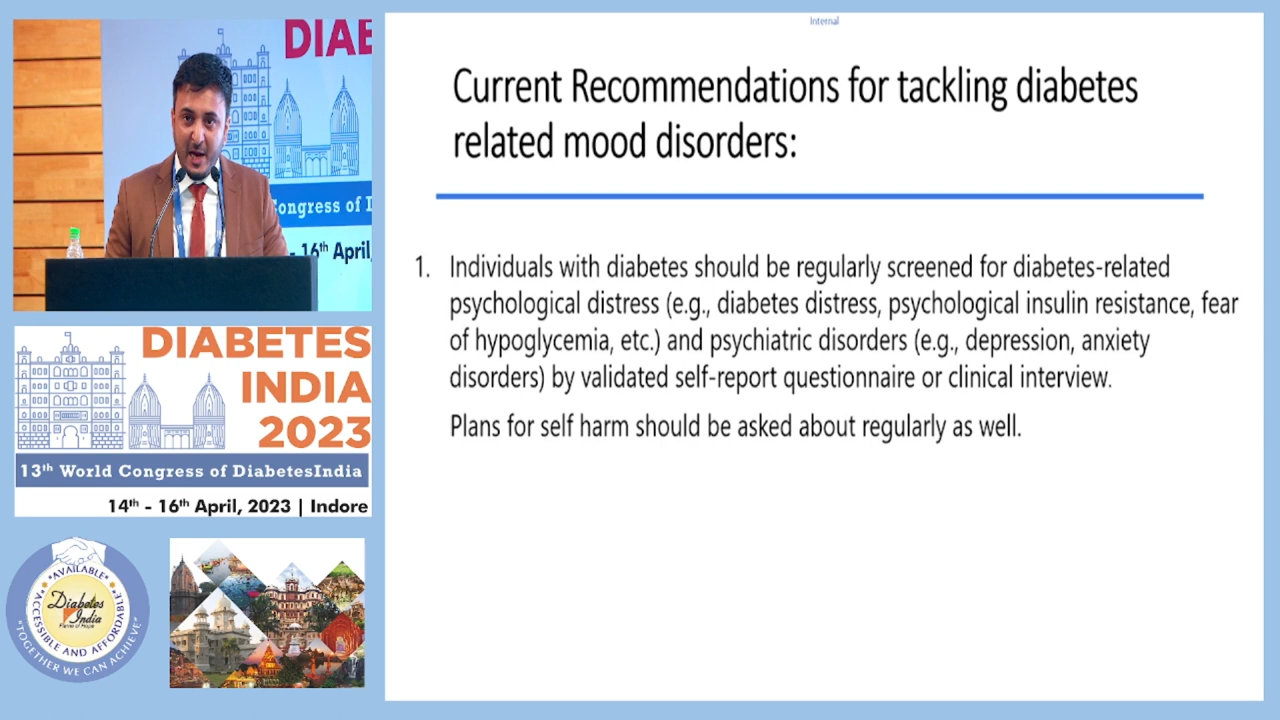 DIAB
Congress of I
- 16th April,
DIABETES
INDIA
2023
13th World Congress of DiabetesIndia
14th - 16th April, 2023 | Indore
*AVAILABLE*
*ACCESSIBLE AND AFFORDABLE*
Diabetes
India
"TOGETHER WE CAN ACHIEVE"
Internal
Current Recommendations for tackling diabetes
related mood disorders:
1. Individuals with diabetes should be regularly screened for diabetes-related
psychological distress (e.g., diabetes distress, psychological insulin resistance, fear
of hypoglycemia, etc.) and psychiatric disorders (e.g., depression, anxiety
disorders) by validated self-report questionnaire or clinical interview.
Plans for self harm should be asked about regularly as well.